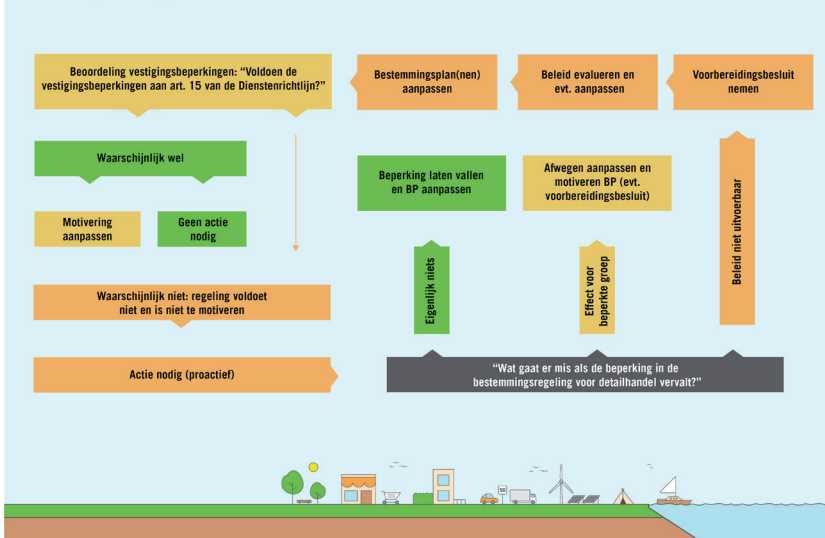 Beoordeling vestigingsbeperkingen: “Voldoen de
vestigingsbeperkingen aan art. 15 van de Dienstenrichtlijn?”
Bestemmingsplan(nen)
aanpassen
Beleid evalueren en
evt. aanpassen
Voorbereidingsbesluit
nemen
Waarschijnlijk wel
Beperking laten vallen
en BP aanpassen
Afwegen aanpassen en
motiveren BP (evt.
voorbereidingsbesluit)
Motivering
aanpassen
Geen actie
nodig
Eigenlijk niets
Effect voor
beperkte groep
Beleid niet uitvoerbaar
Waarschijnlijk niet: regeling voldoet
niet en is niet te motiveren
Actie nodig (proactief)
“Wat gaat er mis als de beperking in de
bestemmingsregeling voor detailhandel vervalt?”
50